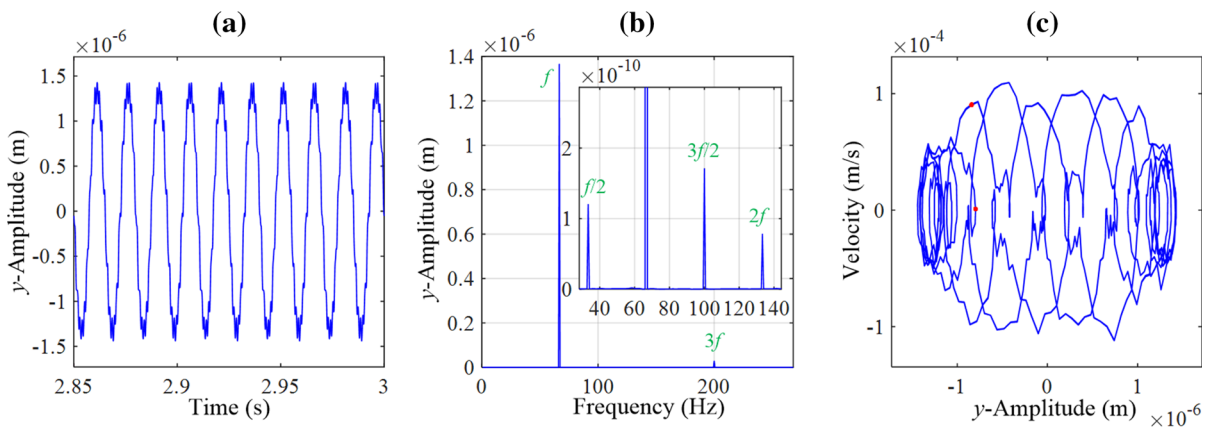 (a)
×10⁻⁶
1.5
1
0.5
0
-0.5
-1
-1.5
y-Amplitude (m)
2.85 2.9 2.95 3
Time (s)
(b)
×10⁻⁶
1.4
1.2
1.0
0.8
0.6
0.4
0.2
0
y-Amplitude (m)
f
×10⁻¹⁰
2
1
0
f/2
3f/2
2f
40 60 80 100 120 140
3f
0 100 200
Frequency (Hz)
(c)
×10⁻⁴
1
0
-1
Velocity (m/s)
-1 0 1
y-Amplitude (m)
×10⁻⁶